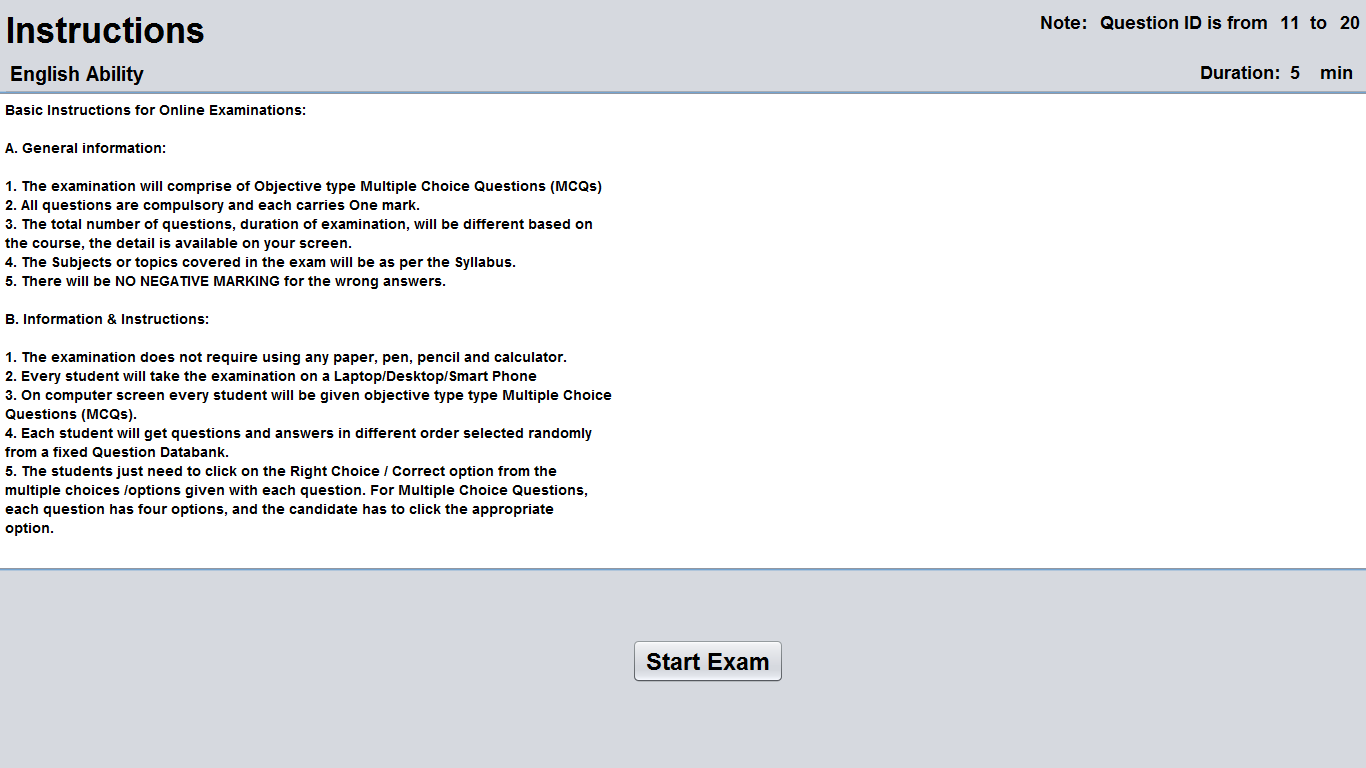 Instructions
Note: Question ID is from 11 to 20
English Ability
Duration: 5 min
Basic Instructions for Online Examinations:
A. General information:
1. The examination will comprise of Objective type Multiple Choice Questions (MCQs)
2. All questions are compulsory and each carries One mark.
3. The total number of questions, duration of examination, will be different based on
the course, the detail is available on your screen.
4. The Subjects or topics covered in the exam will be as per the Syllabus.
5. There will be NO NEGATIVE MARKING for the wrong answers.
B. Information & Instructions:
1. The examination does not require using any paper, pen, pencil and calculator.
2. Every student will take the examination on a Laptop/Desktop/Smart Phone
3. On computer screen every student will be given objective type type Multiple Choice
Questions (MCQs).
4. Each student will get questions and answers in different order selected randomly
from a fixed Question Databank.
5. The students just need to click on the Right Choice / Correct option from the
multiple choices /options given with each question. For Multiple Choice Questions,
each question has four options, and the candidate has to click the appropriate
option.
Start Exam